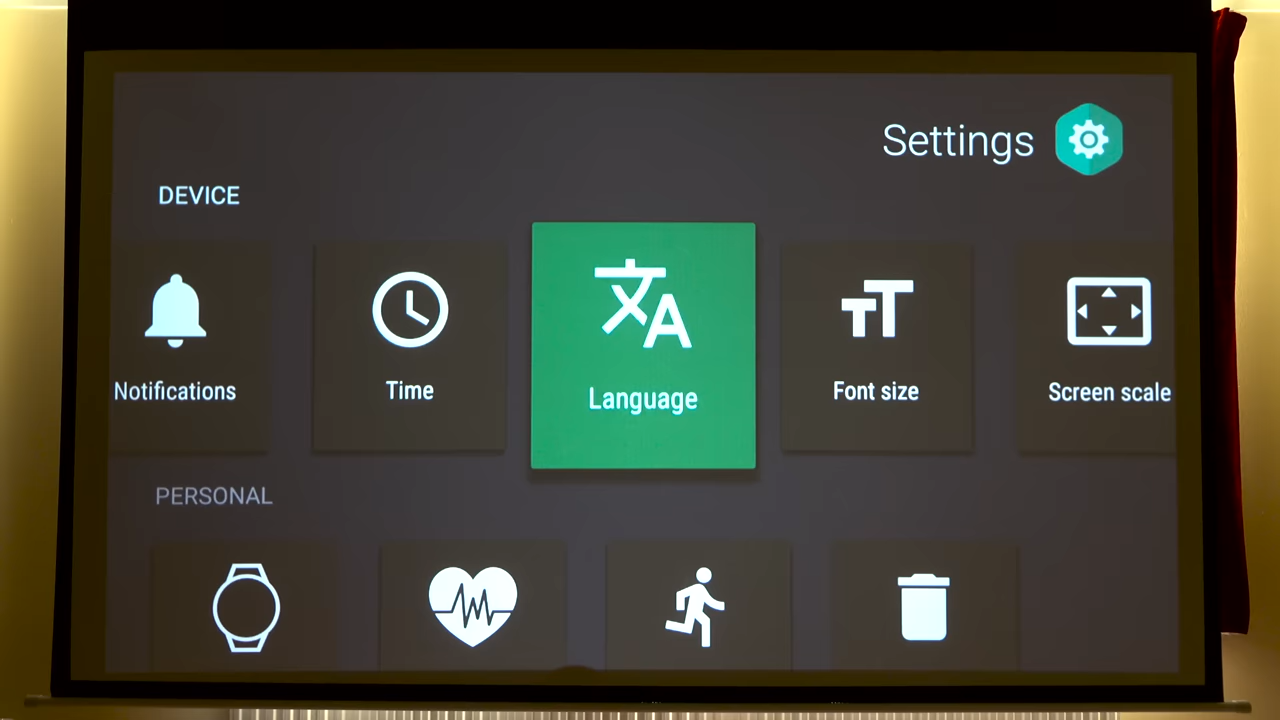 Settings
DEVICE
Notifications
Time
Language
Font size
Screen scale
PERSONAL